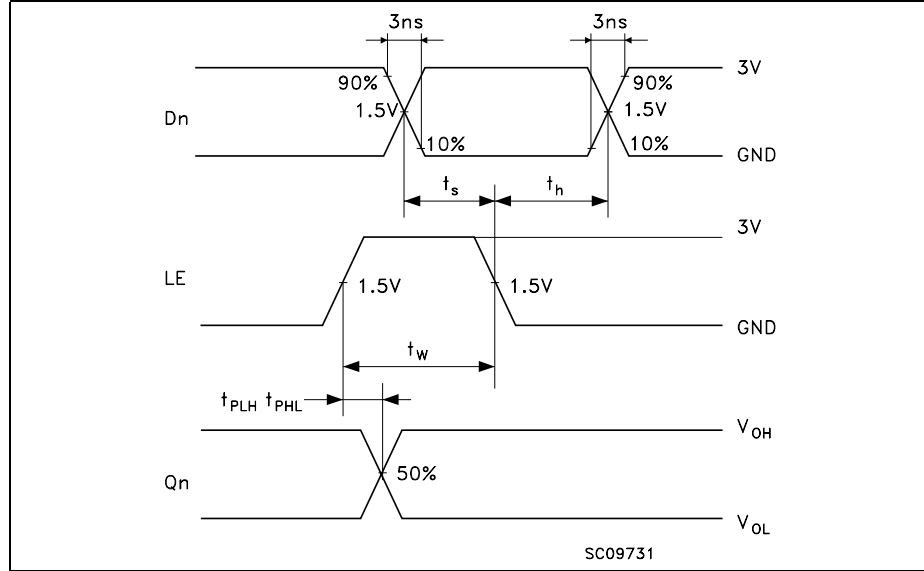 3ns 3ns
3V
90% 90%
Dn 1.5V 1.5V
10% 10%
GND
ts th
3V
LE 1.5V 1.5V
GND
tW
tPLH tPHL
VOH
Qn 50%
VOL
SC09731